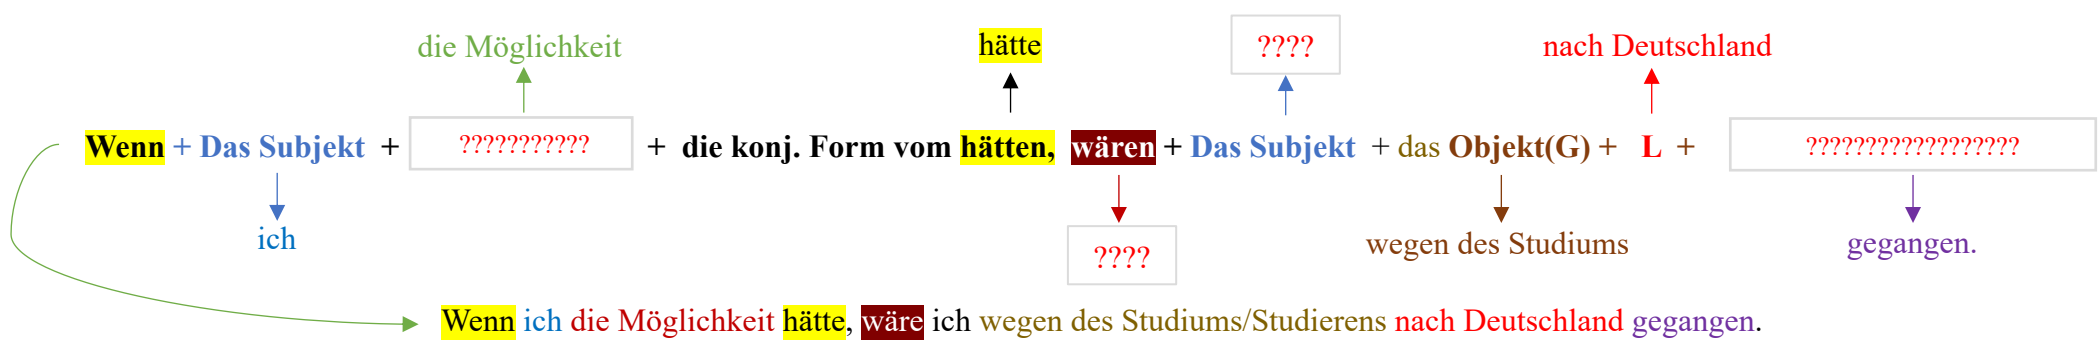 die Möglichkeit hätte ???? nach Deutschland
Wenn + Das Subjekt + ??????????? + die konj. Form vom hätten, wären + Das Subjekt + das Objekt(G) + L + ??????????????????
ich ???? wegen des Studiums gegangen.
Wenn ich die Möglichkeit hätte, wäre ich wegen des Studiums/Studierens nach Deutschland gegangen.